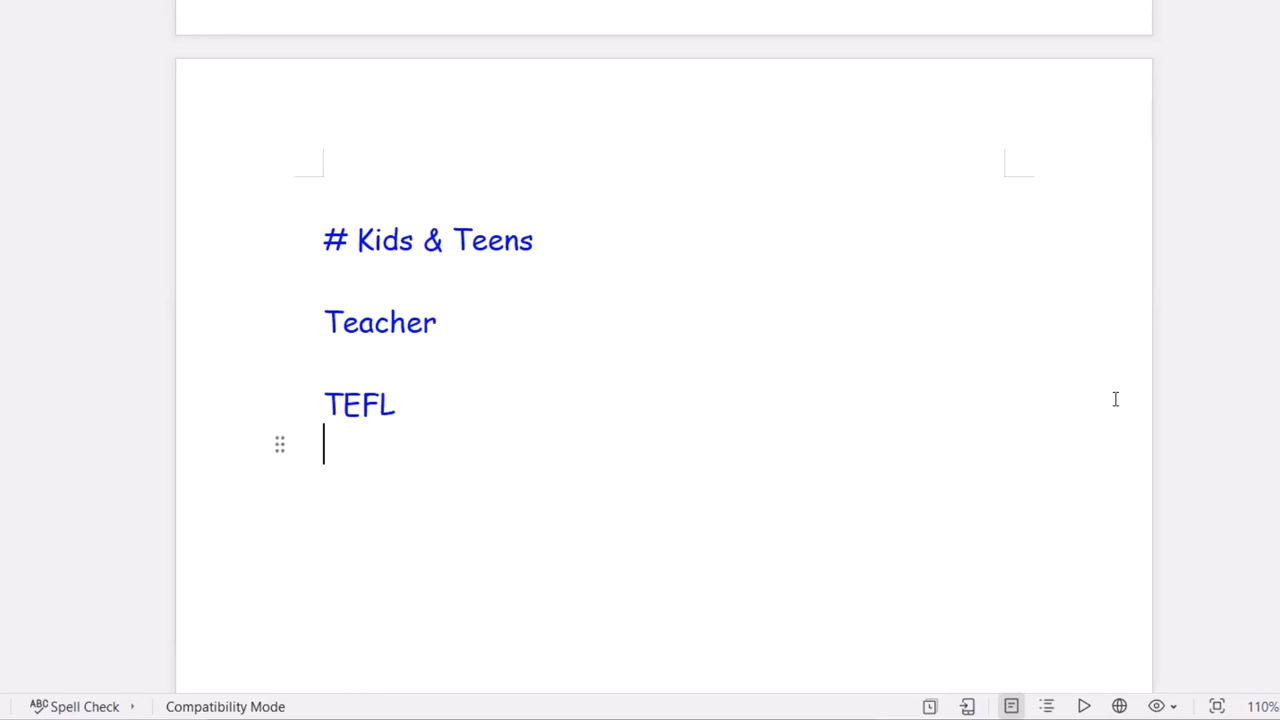 # Kids & Teens
Teacher
TEFL
Spell Check
Compatibility Mode
110%